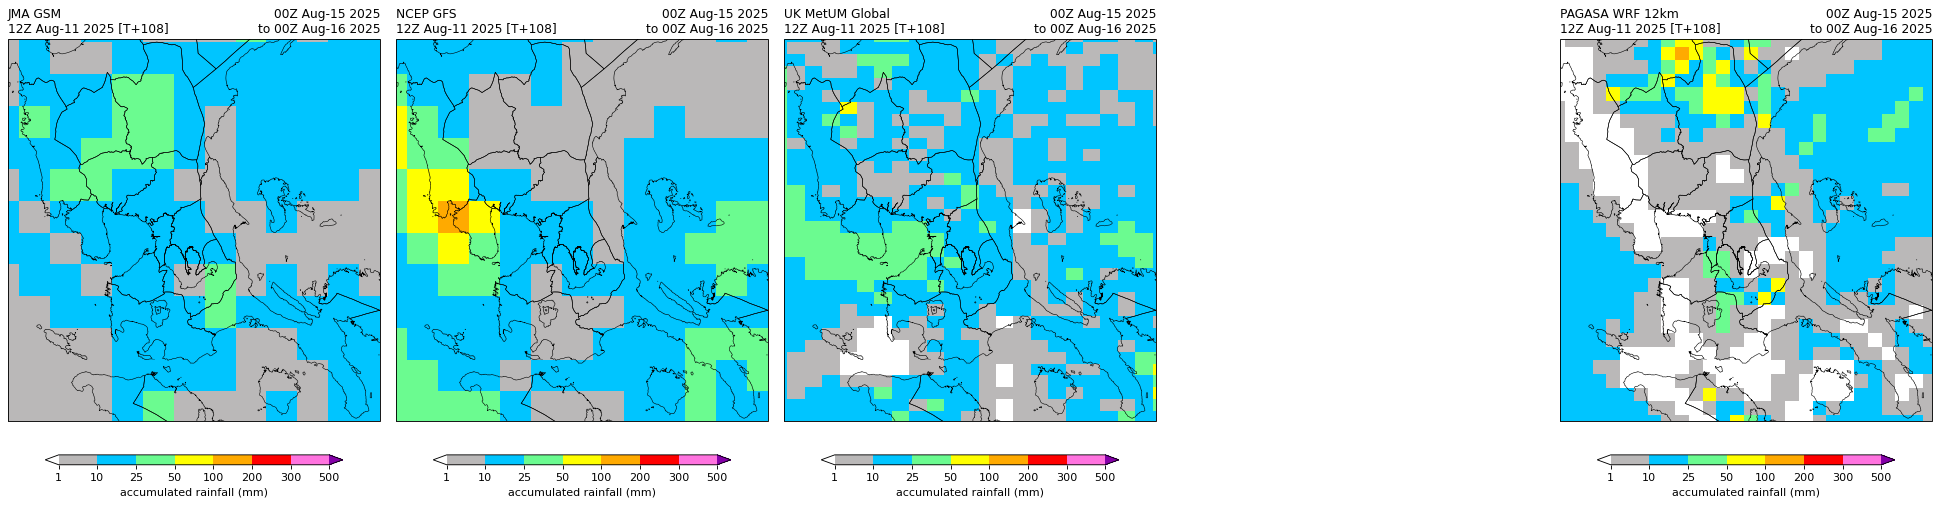 JMA GSM 00Z Aug-15 2025
12Z Aug-11 2025 [T+108] to 00Z Aug-16 2025
1 10 25 50 100 200 300 500
accumulated rainfall (mm)
NCEP GFS 00Z Aug-15 2025
12Z Aug-11 2025 [T+108] to 00Z Aug-16 2025
1 10 25 50 100 200 300 500
accumulated rainfall (mm)
UK MetUM Global 00Z Aug-15 2025
12Z Aug-11 2025 [T+108] to 00Z Aug-16 2025
1 10 25 50 100 200 300 500
accumulated rainfall (mm)
PAGASA WRF 12km 00Z Aug-15 2025
12Z Aug-11 2025 [T+108] to 00Z Aug-16 2025
1 10 25 50 100 200 300 500
accumulated rainfall (mm)